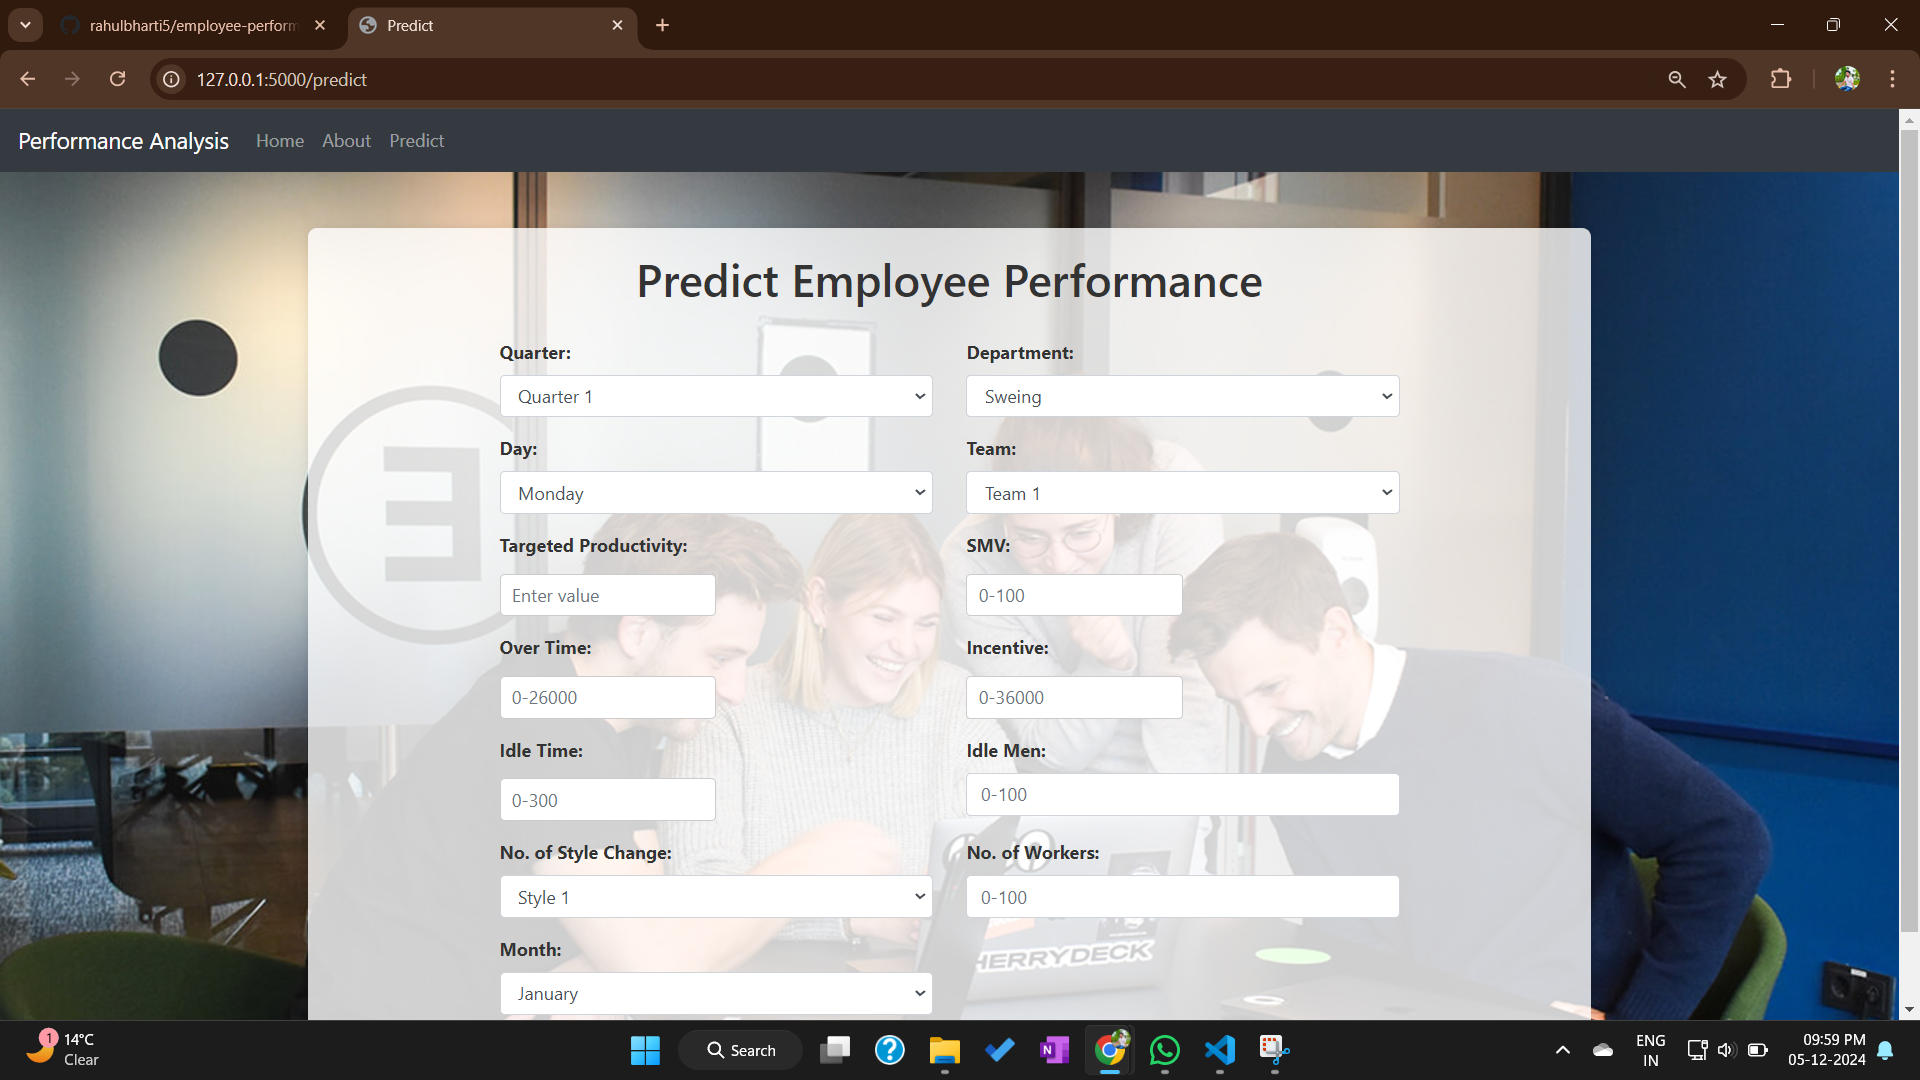 rahulbharti5/employee-perform
Predict
127.0.0.1:5000/predict
Performance Analysis
Home
About
Predict
Predict Employee Performance
Quarter:
Department:
Quarter 1
Sweing
Day:
Team:
Monday
Team 1
Targeted Productivity:
SMV:
Enter value
0-100
Over Time:
Incentive:
0-26000
0-36000
Idle Time:
Idle Men:
0-300
0-100
No. of Style Change:
No. of Workers:
Style 1
0-100
HERRYDECK
Month:
January
1
14°C
Clear
Search
ENG
IN
09:59 PM
05-12-2024